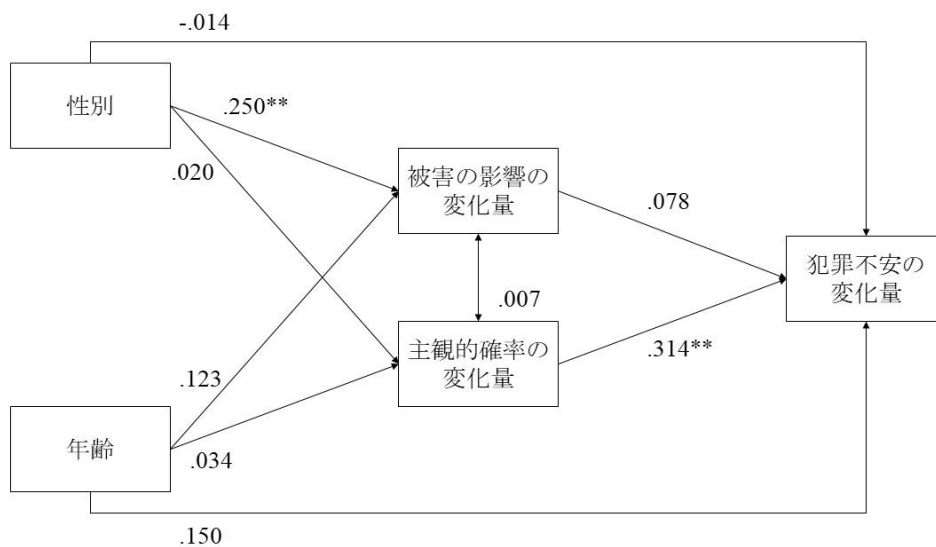 -.014
性別
.250**
.020
被害の影響の
変化量
.078
犯罪不安の
変化量
.007
主観的確率の
変化量
.314**
.123
年齢
.034
.150